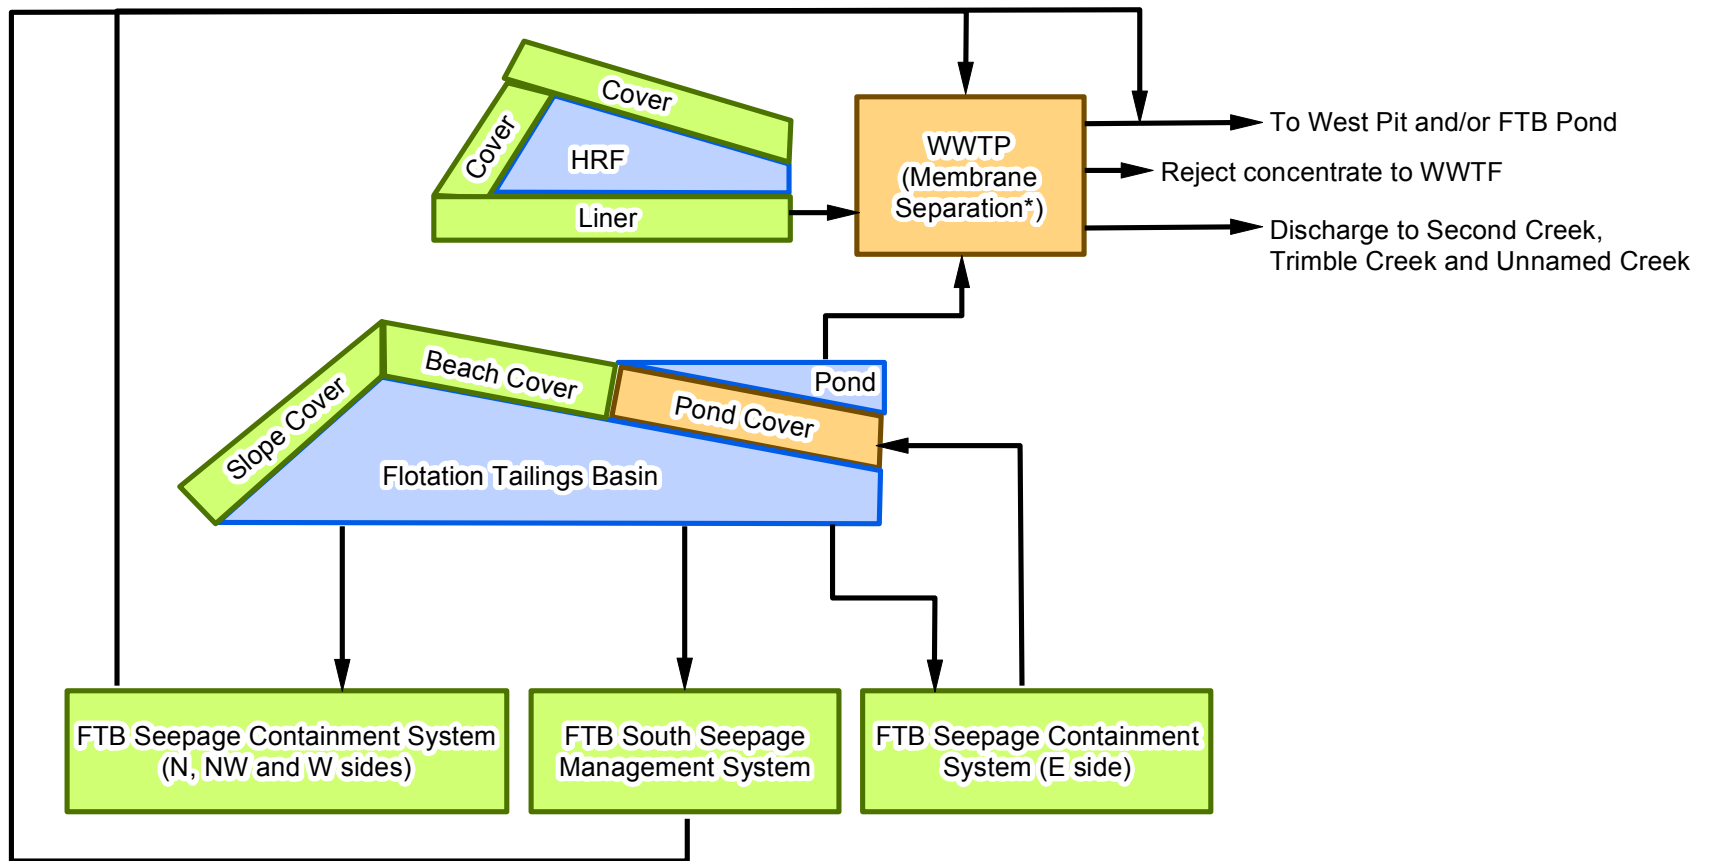 Cover
Cover
HRF
Liner
WWTP
(Membrane
Separation*)
To West Pit and/or FTB Pond
Reject concentrate to WWTF
Discharge to Second Creek,
Trimble Creek and Unnamed Creek
Slope Cover
Beach Cover
Pond
Pond Cover
Flotation Tailings Basin
FTB Seepage Containment System
(N, NW and W sides)
FTB South Seepage
Management System
FTB Seepage Containment
System (E side)